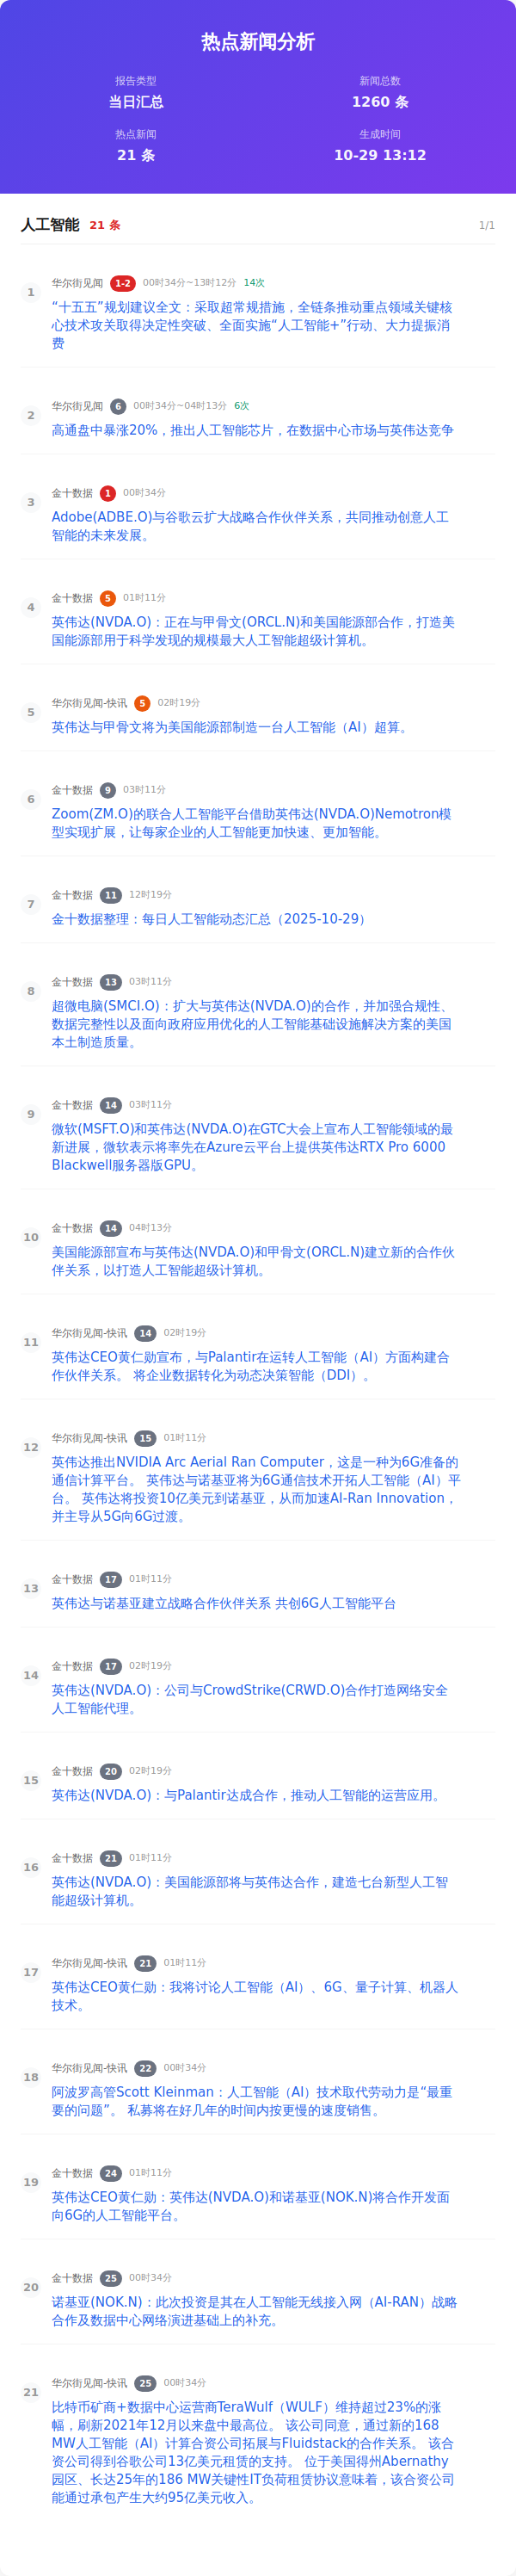 热点新闻分析
报告类型
新闻总数
当日汇总
1260 条
热点新闻
生成时间
21 条
10-29 13:12
人工智能 21 条 1/1
1
华尔街见闻 1-2 00时34分~13时12分 14次
“十五五”规划建议全文：采取超常规措施，全链条推动重点领域关键核
心技术攻关取得决定性突破、全面实施“人工智能+”行动、大力提振消
费
2
华尔街见闻 6 00时34分~04时13分 6次
高通盘中暴涨20%，推出人工智能芯片，在数据中心市场与英伟达竞争
3
金十数据 1 00时34分
Adobe(ADBE.O)与谷歌云扩大战略合作伙伴关系，共同推动创意人工
智能的未来发展。
4
金十数据 5 01时11分
英伟达(NVDA.O)：正在与甲骨文(ORCL.N)和美国能源部合作，打造美
国能源部用于科学发现的规模最大人工智能超级计算机。
5
华尔街见闻-快讯 5 02时19分
英伟达与甲骨文将为美国能源部制造一台人工智能（AI）超算。
6
金十数据 9 03时11分
Zoom(ZM.O)的联合人工智能平台借助英伟达(NVDA.O)Nemotron模
型实现扩展，让每家企业的人工智能更加快速、更加智能。
7
金十数据 11 12时19分
金十数据整理：每日人工智能动态汇总（2025-10-29）
8
金十数据 13 03时11分
超微电脑(SMCI.O)：扩大与英伟达(NVDA.O)的合作，并加强合规性、
数据完整性以及面向政府应用优化的人工智能基础设施解决方案的美国
本土制造质量。
9
金十数据 14 03时11分
微软(MSFT.O)和英伟达(NVDA.O)在GTC大会上宣布人工智能领域的最
新进展，微软表示将率先在Azure云平台上提供英伟达RTX Pro 6000
Blackwell服务器版GPU。
10
金十数据 14 04时13分
美国能源部宣布与英伟达(NVDA.O)和甲骨文(ORCL.N)建立新的合作伙
伴关系，以打造人工智能超级计算机。
11
华尔街见闻-快讯 14 02时19分
英伟达CEO黄仁勋宣布，与Palantir在运转人工智能（AI）方面构建合
作伙伴关系。 将企业数据转化为动态决策智能（DDI）。
12
华尔街见闻-快讯 15 01时11分
英伟达推出NVIDIA Arc Aerial Ran Computer，这是一种为6G准备的
通信计算平台。 英伟达与诺基亚将为6G通信技术开拓人工智能（AI）平
台。 英伟达将投资10亿美元到诺基亚，从而加速AI-Ran Innovation，
并主导从5G向6G过渡。
13
金十数据 17 01时11分
英伟达与诺基亚建立战略合作伙伴关系 共创6G人工智能平台
14
金十数据 17 02时19分
英伟达(NVDA.O)：公司与CrowdStrike(CRWD.O)合作打造网络安全
人工智能代理。
15
金十数据 20 02时19分
英伟达(NVDA.O)：与Palantir达成合作，推动人工智能的运营应用。
16
金十数据 21 01时11分
英伟达(NVDA.O)：美国能源部将与英伟达合作，建造七台新型人工智
能超级计算机。
17
华尔街见闻-快讯 21 01时11分
英伟达CEO黄仁勋：我将讨论人工智能（AI）、6G、量子计算、机器人
技术。
18
华尔街见闻-快讯 22 00时34分
阿波罗高管Scott Kleinman：人工智能（AI）技术取代劳动力是“最重
要的问题”。 私募将在好几年的时间内按更慢的速度销售。
19
金十数据 24 01时11分
英伟达CEO黄仁勋：英伟达(NVDA.O)和诺基亚(NOK.N)将合作开发面
向6G的人工智能平台。
20
金十数据 25 00时34分
诺基亚(NOK.N)：此次投资是其在人工智能无线接入网（AI-RAN）战略
合作及数据中心网络演进基础上的补充。
21
华尔街见闻-快讯 25 00时34分
比特币矿商+数据中心运营商TeraWulf（WULF）维持超过23%的涨
幅，刷新2021年12月以来盘中最高位。 该公司同意，通过新的168
MW人工智能（AI）计算合资公司拓展与Fluidstack的合作关系。 该合
资公司得到谷歌公司13亿美元租赁的支持。 位于美国得州Abernathy
园区、长达25年的186 MW关键性IT负荷租赁协议意味着，该合资公司
能通过承包产生大约95亿美元收入。